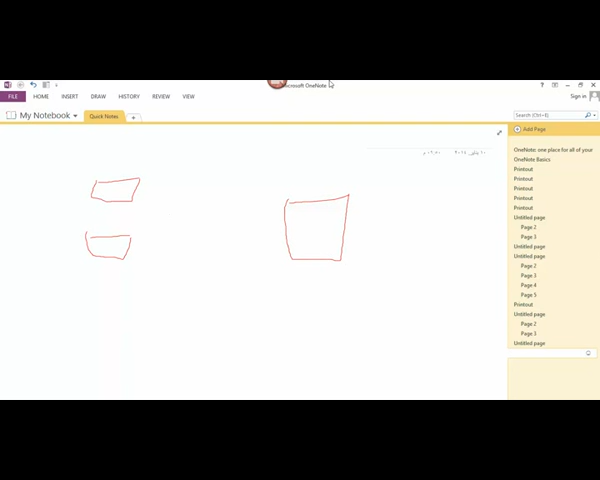 Microsoft OneNote
Sign in
FILE HOME INSERT DRAW HISTORY REVIEW VIEW
My Notebook
Quick Notes
Search (Ctrl+E)
Add Page
OneNote: one place for all of your
OneNote Basics
Printout
Printout
Printout
Printout
Printout
Untitled page
Page 2
Page 3
Untitled page
Untitled page
Page 2
Page 3
Page 4
Page 5
Printout
Untitled page
Page 2
Page 3
Untitled page